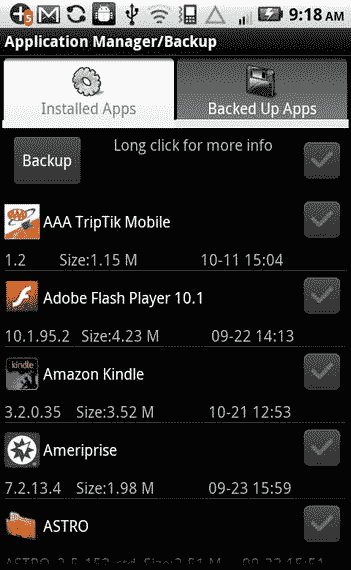 5 9:18 AM
Application Manager/Backup
Installed Apps Backed Up Apps
Backup Long click for more info
AAA TripTik Mobile
1.2 Size:1.15 M 10-11 15:04
Adobe Flash Player 10.1
10.1.95.2 Size:4.23 M 09-22 14:13
kindle
Amazon Kindle
3.2.0.35 Size:3.52 M 10-21 12:53
Ameriprise
7.2.13.4 Size:1.98 M 09-23 15:59
ASTRO